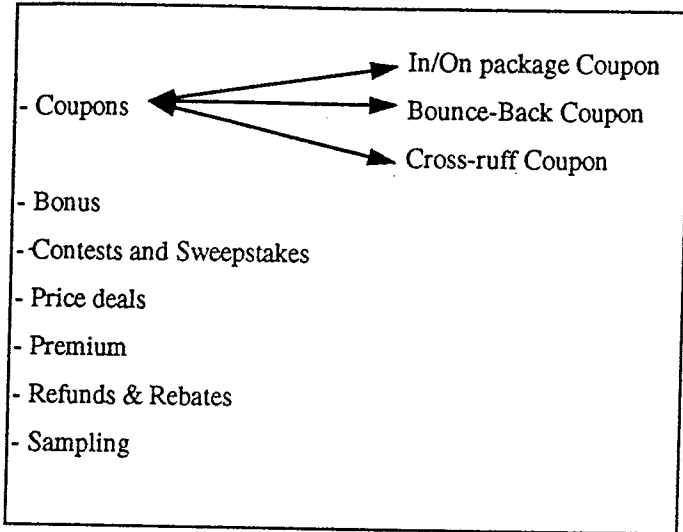 In/On package Coupon
- Coupons
Bounce-Back Coupon
Cross-ruff Coupon
- Bonus
- Contests and Sweepstakes
- Price deals
- Premium
- Refunds & Rebates
- Sampling